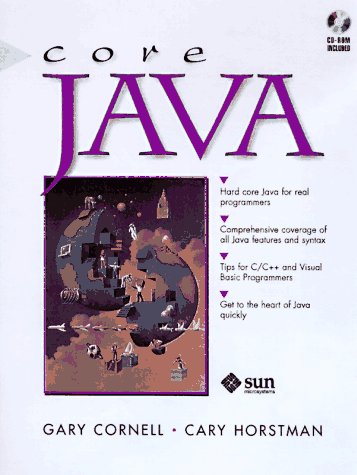 CD-ROM
INCLUDED
core
JAVA
Hard core Java for real
programmers
Comprehensive coverage of
all Java features and syntax
Tips for C/C++ and Visual
Basic Programmers
Get to the heart of Java
quickly
sun
microsystems
GARY CORNELL • CARY HORSTMAN